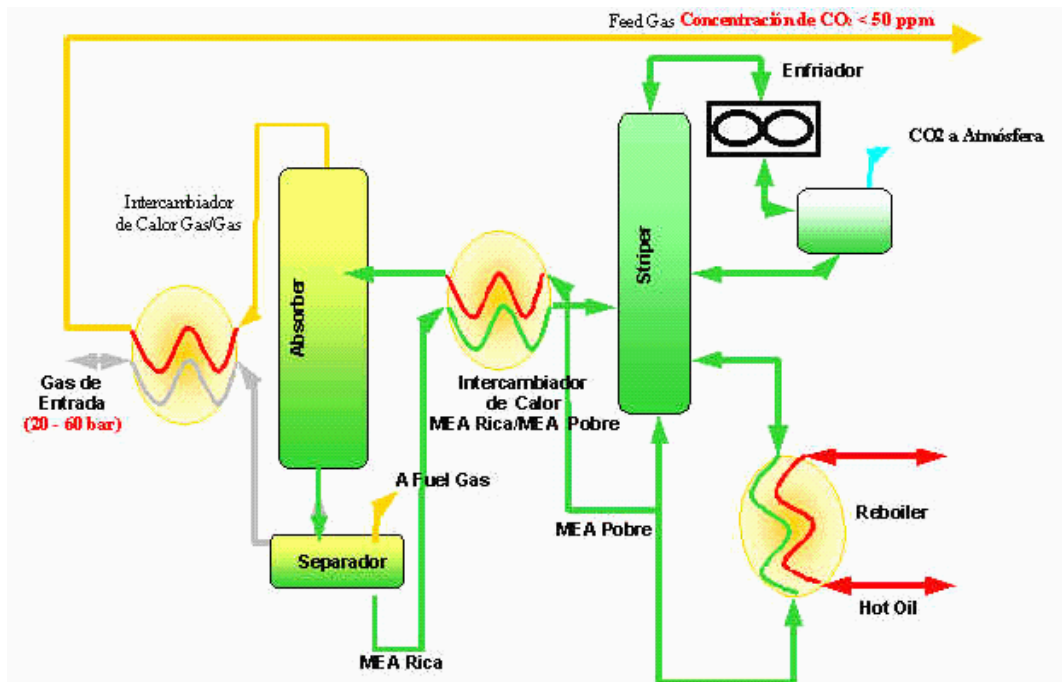 Feed Gas Concentración de CO₂ < 50 ppm
Enfriador
CO2 a Atmósfera
Intercambiador
de Calor Gas/Gas
Absorber
Striper
Gas de
Entrada
(20 - 60 bar)
Intercambiador
de Calor
MEA Rica/MEA Pobre
A Fuel Gas
Separador
MEA Pobre
Reboiler
Hot Oil
MEA Rica